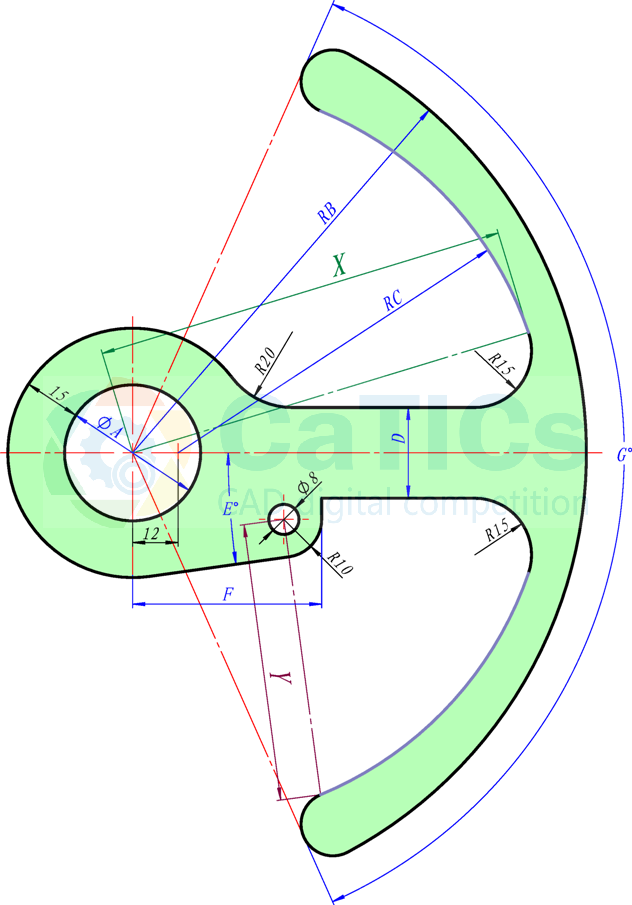 RB
X
RC
R20
R15
15
ΦA
D
G°
CaTICs
CAD digital competition
Φ8
E°
12
R15
R10
F
Y